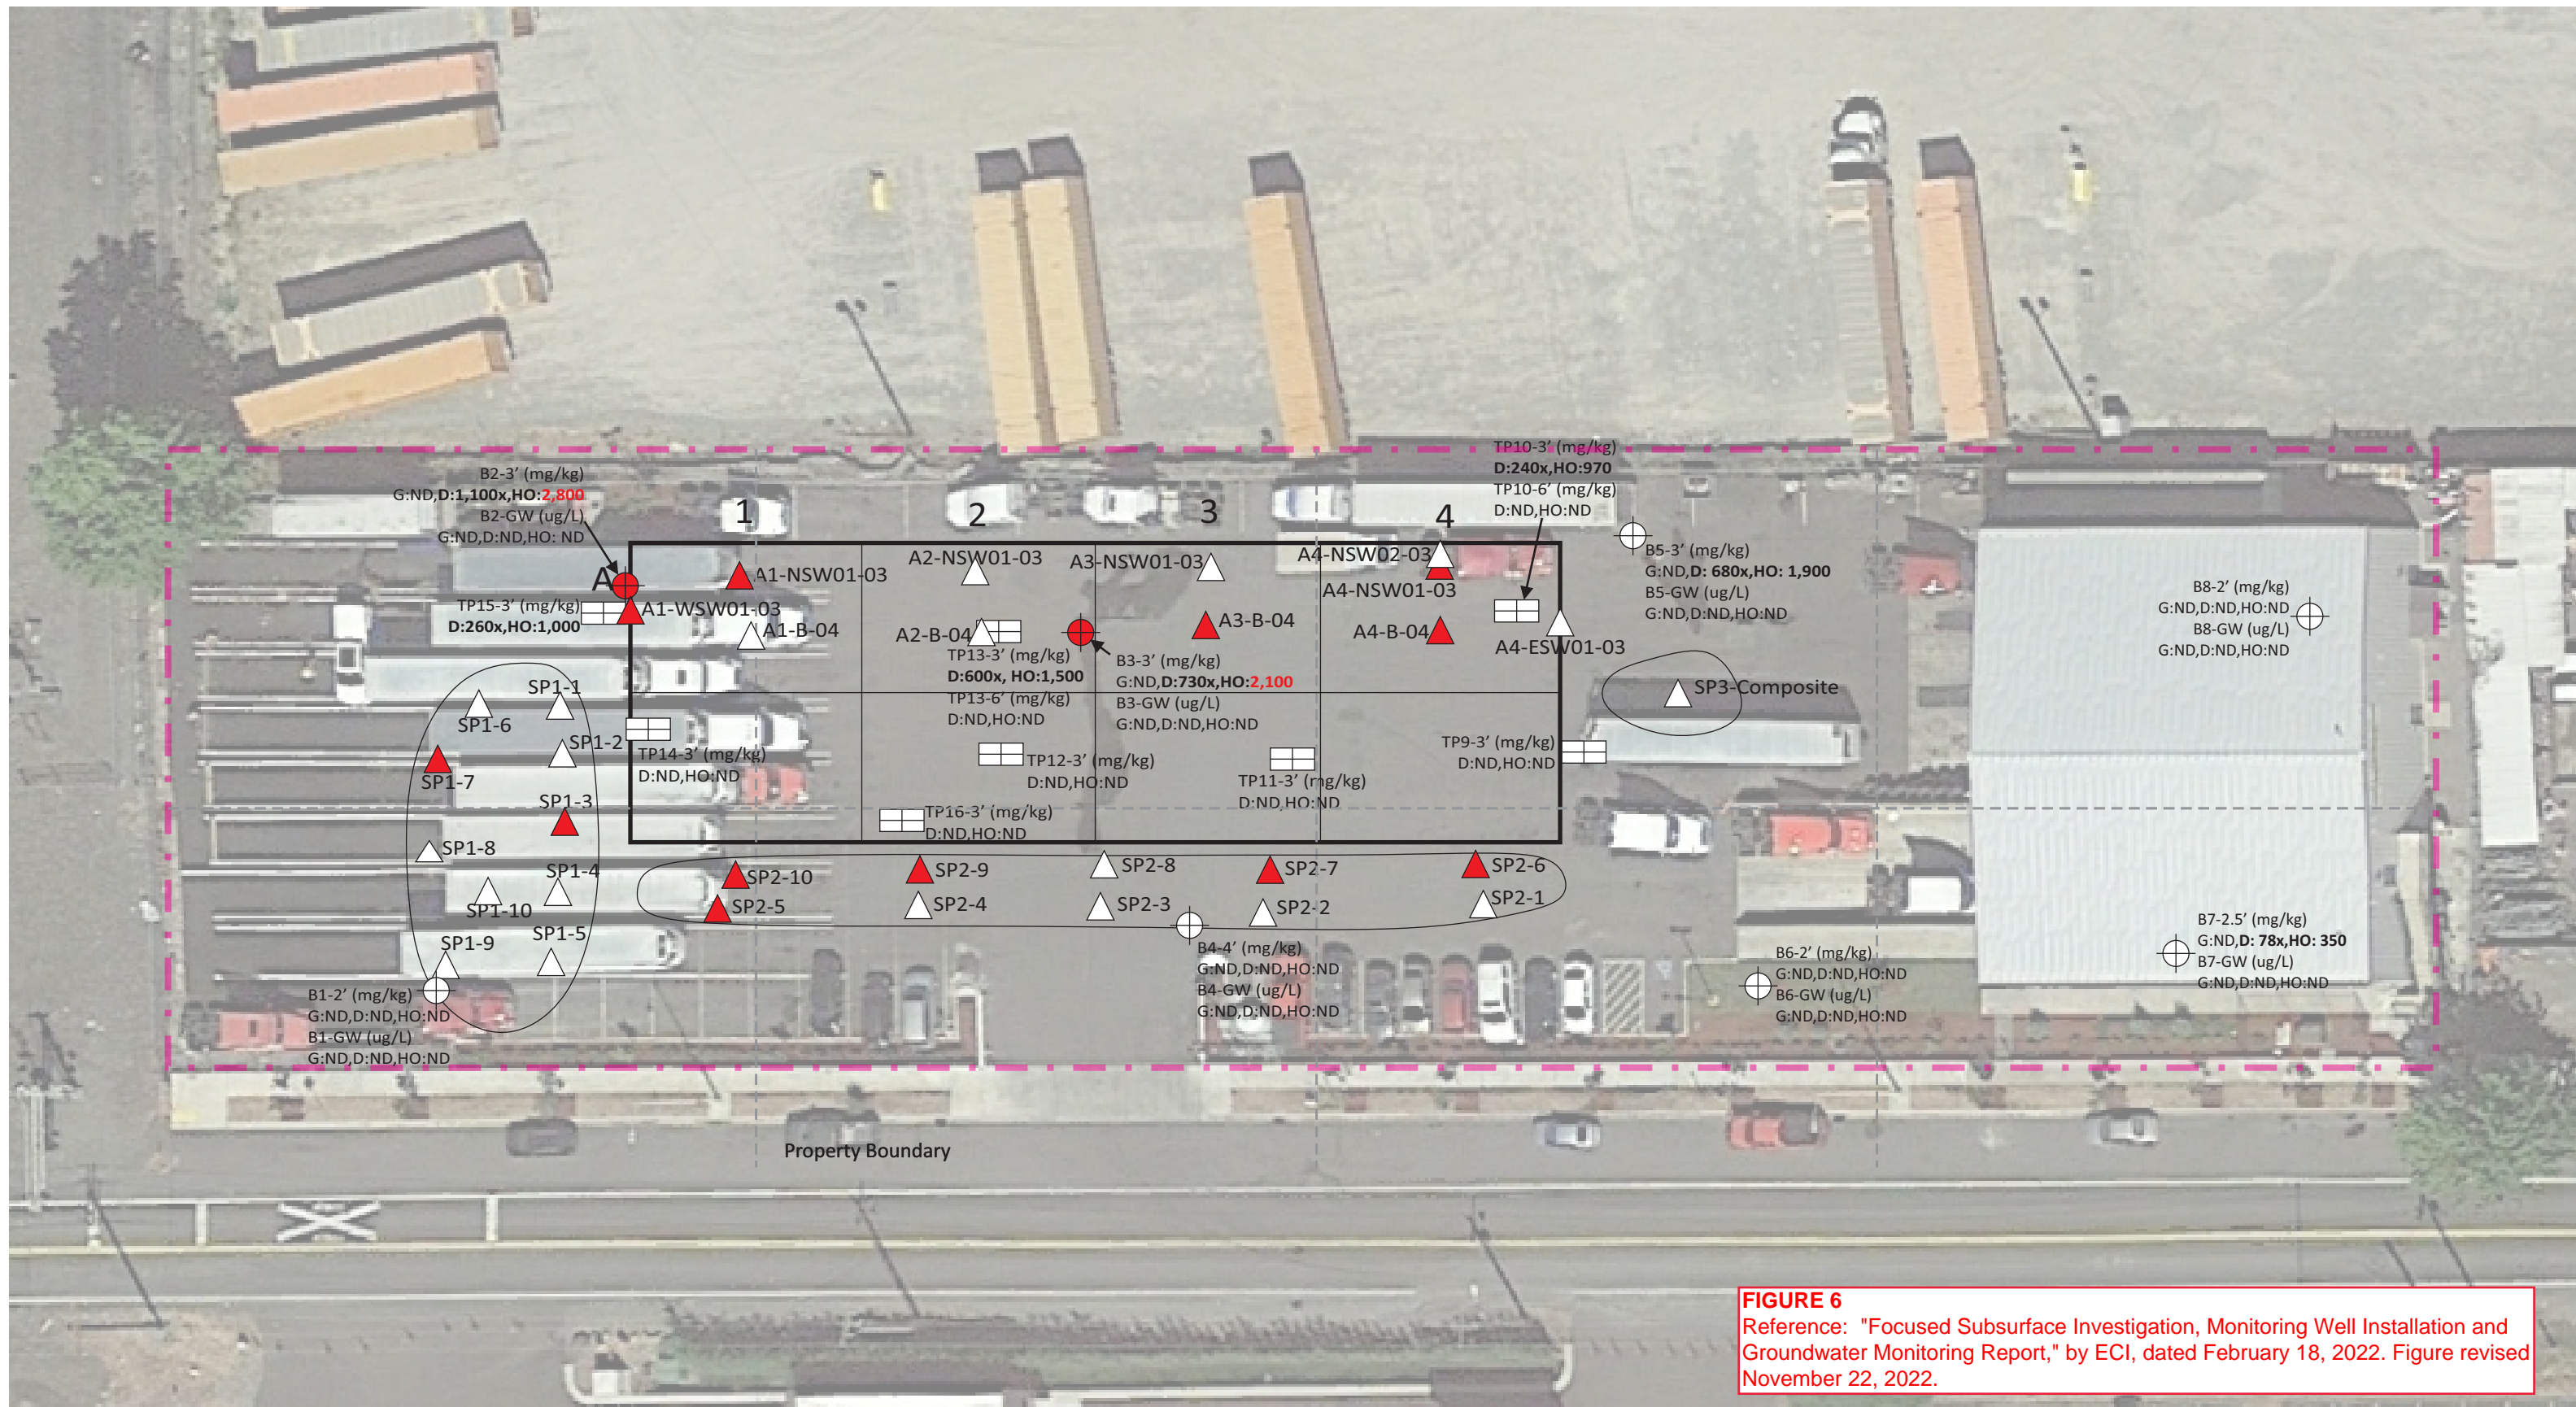 TP10-3’ (mg/kg)
D:240x,HO:970
TP10-6’ (mg/kg)
D:ND,HO:ND
B2-3’ (mg/kg)
G:ND,D:1,100x,HO:2,800
B2-GW (ug/L)
G:ND,D:ND,HO: ND
1
2
3
4
A
A1-NSW01-03
A2-NSW01-03
A3-NSW01-03
A4-NSW02-03
A4-NSW01-03
B5-3’ (mg/kg)
G:ND,D: 680x,HO: 1,900
B5-GW (ug/L)
G:ND,D:ND,HO:ND
B8-2’ (mg/kg)
G:ND,D:ND,HO:ND
B8-GW (ug/L)
G:ND,D:ND,HO:ND
TP15-3’ (mg/kg)
D:260x,HO:1,000
A1-WSW01-03
A1-B-04
A2-B-04
A3-B-04
A4-B-04
A4-ESW01-03
TP13-3’ (mg/kg)
D:600x, HO:1,500
TP13-6’ (mg/kg)
D:ND,HO:ND
B3-3’ (mg/kg)
G:ND,D:730x,HO:2,100
B3-GW (ug/L)
G:ND,D:ND,HO:ND
SP3-Composite
SP1-1
SP1-6
SP1-2
SP1-7
SP1-3
SP1-8
SP1-4
SP1-10
SP1-9
SP1-5
TP14-3’ (mg/kg)
D:ND,HO:ND
TP12-3’ (mg/kg)
D:ND,HO:ND
TP11-3’ (mg/kg)
D:ND,HO:ND
TP9-3’ (mg/kg)
D:ND,HO:ND
TP16-3’ (mg/kg)
D:ND,HO:ND
SP2-10
SP2-9
SP2-8
SP2-7
SP2-6
SP2-5
SP2-4
SP2-3
SP2-2
SP2-1
B1-2’ (mg/kg)
G:ND,D:ND,HO:ND
B1-GW (ug/L)
G:ND,D:ND,HO:ND
B4-4’ (mg/kg)
G:ND,D:ND,HO:ND
B4-GW (ug/L)
G:ND,D:ND,HO:ND
B6-2’ (mg/kg)
G:ND,D:ND,HO:ND
B6-GW (ug/L)
G:ND,D:ND,HO:ND
B7-2.5’ (mg/kg)
G:ND,D: 78x,HO: 350
B7-GW (ug/L)
G:ND,D:ND,HO:ND
Property Boundary
FIGURE 6
Reference: "Focused Subsurface Investigation, Monitoring Well Installation and
Groundwater Monitoring Report," by ECI, dated February 18, 2022. Figure revised
November 22, 2022.